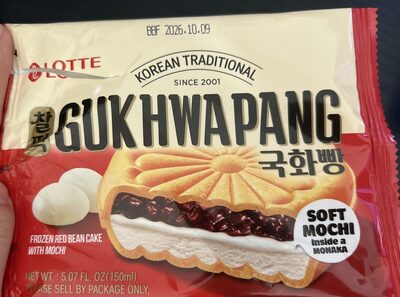 BBF 2026.10.09
LOTTE
KOREAN TRADITIONAL
SINCE 2001
찰떡
GUKHWAPANG
국화빵
FROZEN RED BEAN CAKE
WITH MOCHI
SOFT
MOCHI
Inside a
MONAKA
NET WT: 5.07 FL. OZ(150ml)
PLEASE SELL BY PACKAGE ONLY,